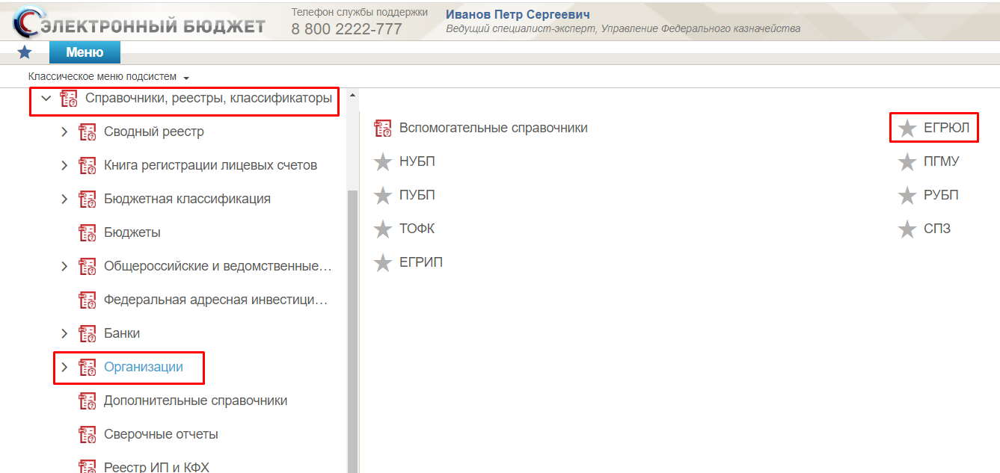 ЭЛЕКТРОННЫЙ БЮДЖЕТ
Телефон службы поддержки
8 800 2222-777
Иванов Петр Сергеевич
Ведущий специалист-эксперт, Управление Федерального казначейства
Меню
Классическое меню подсистем
Справочники, реестры, классификаторы
Сводный реестр
Книга регистрации лицевых счетов
Бюджетная классификация
Бюджеты
Общероссийские и ведомственные...
Федеральная адресная инвестици...
Банки
Организации
Дополнительные справочники
Сверочные отчеты
Реестр ИП и КФХ
Вспомогательные справочники
НУБП
ПУБП
ТОФК
ЕГРИП
ЕГРЮЛ
ПГМУ
РУБП
СПЗ